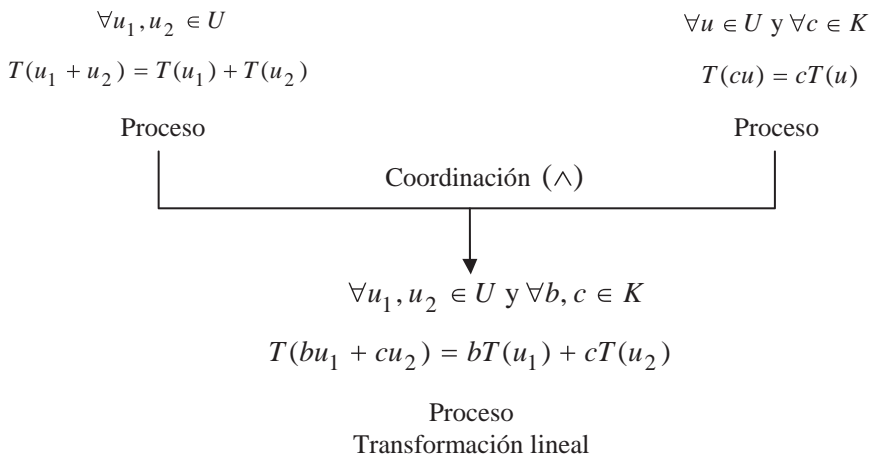 ∀u₁, u₂ ∈ U
T(u₁ + u₂) = T(u₁) + T(u₂)
Proceso
∀u ∈ U y ∀c ∈ K
T(cu) = cT(u)
Proceso
Coordinación (∧)
∀u₁, u₂ ∈ U y ∀b, c ∈ K
T(bu₁ + cu₂) = bT(u₁) + cT(u₂)
Proceso
Transformación lineal